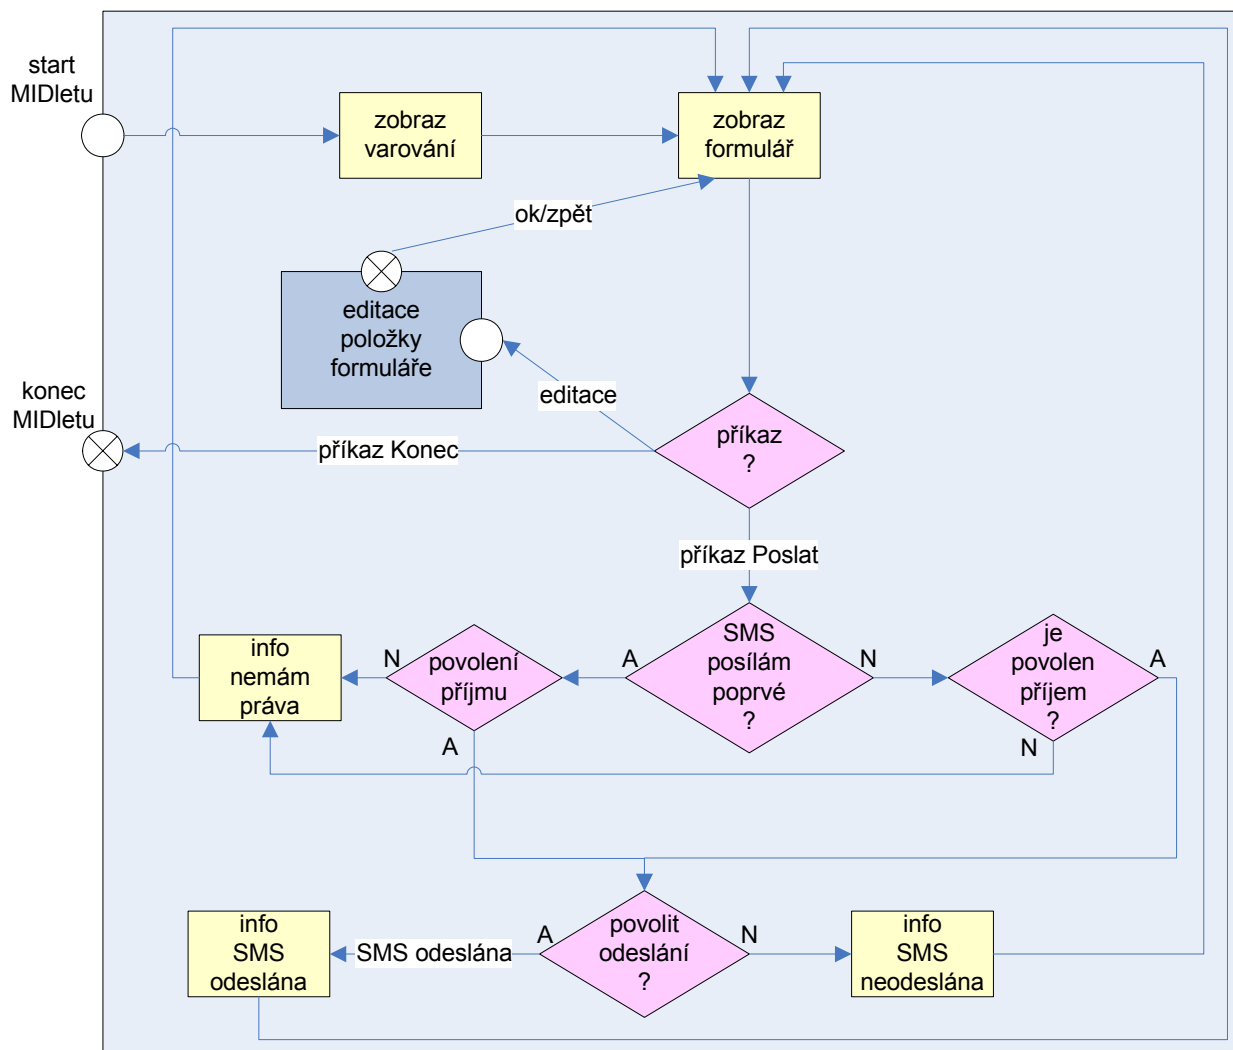 start
MIDletu
zobraz
varování
zobraz
formulář
ok/zpět
editace
položky
formuláře
editace
konec
MIDletu
příkaz Konec
příkaz
?
příkaz Poslat
info
nemám
práva
N
povolení
příjmu
A
A
SMS
posílám
poprvé
?
N
je
povolen
příjem
?
A
N
info
SMS
odeslána
SMS odeslána
A
povolit
odeslání
?
N
info
SMS
neodeslána